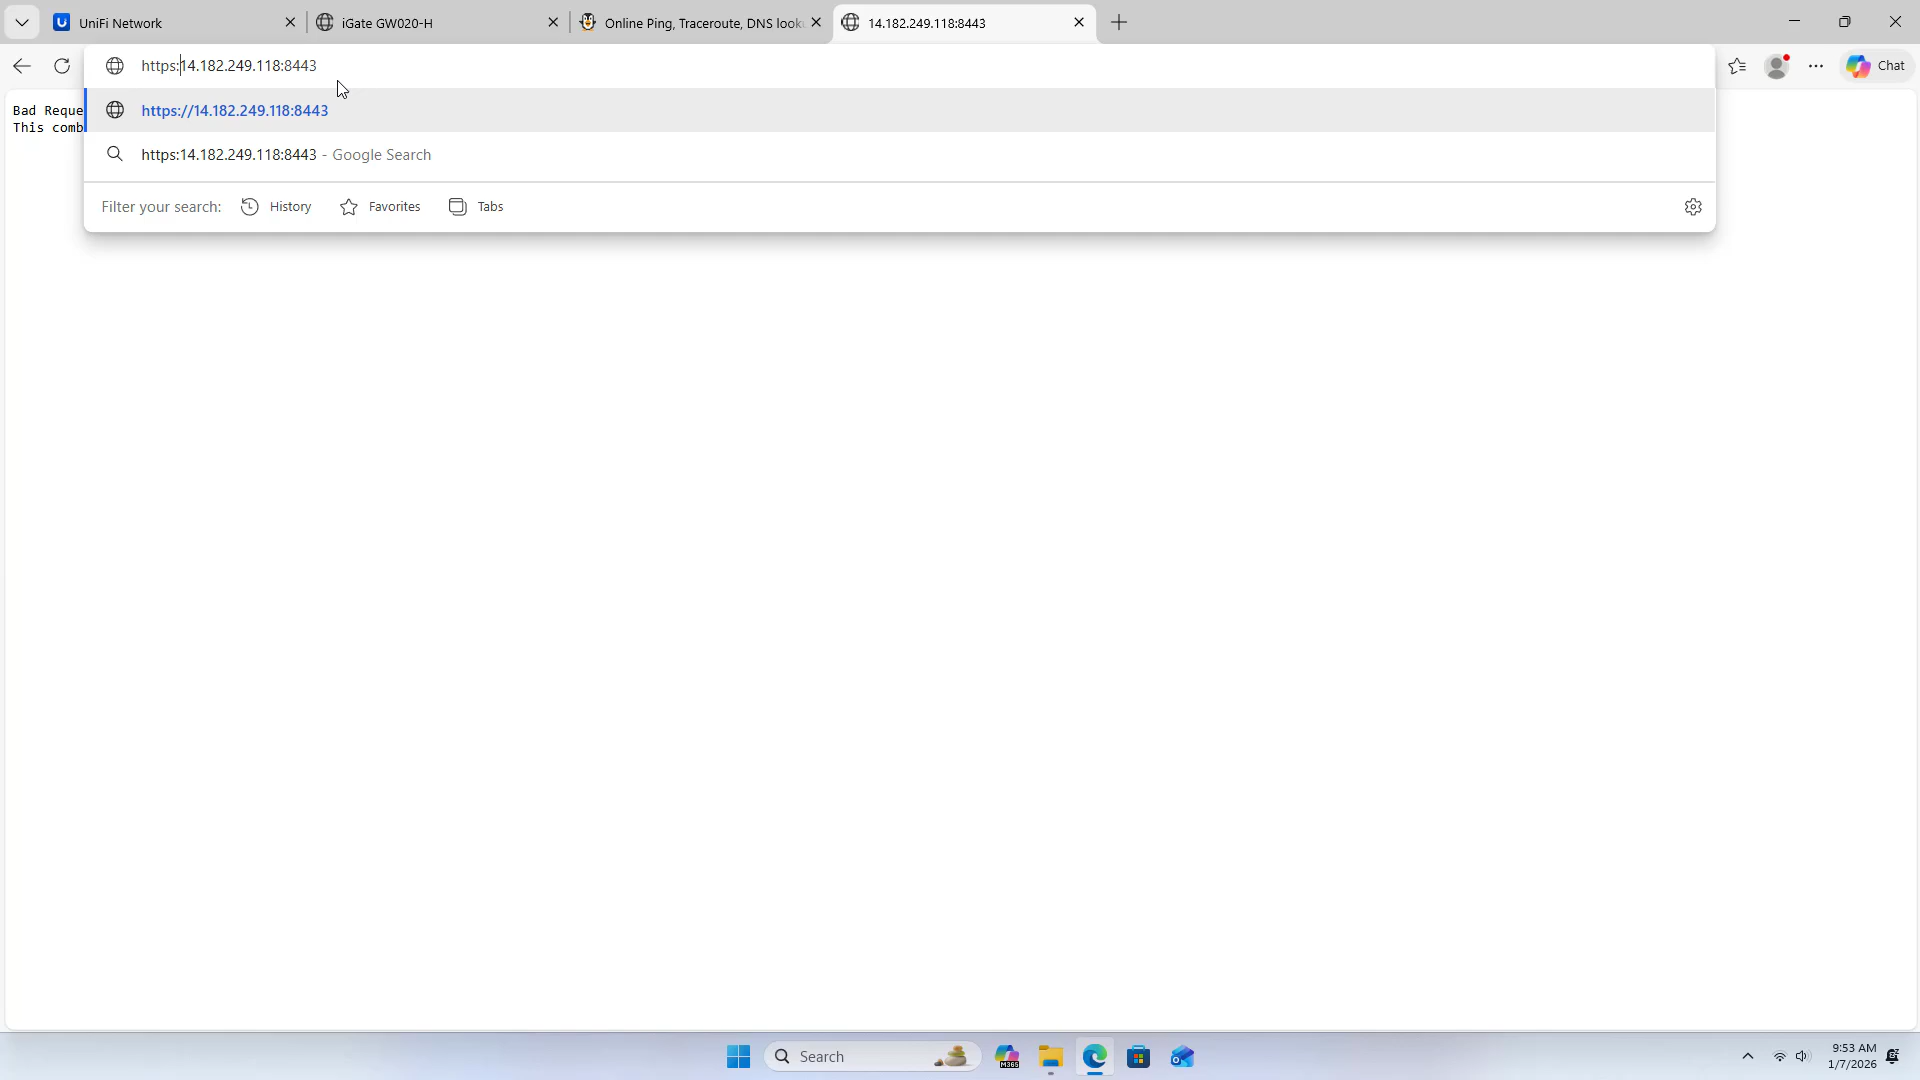 UniFi Network
iGate GW020-H
Online Ping, Traceroute, DNS look
14.182.249.118:8443
https:14.182.249.118:8443
Chat
https://14.182.249.118:8443
Bad Reque
This comb
https:14.182.249.118:8443 - Google Search
Filter your search:
History
Favorites
Tabs
Search
M365
9:53 AM
1/7/2026